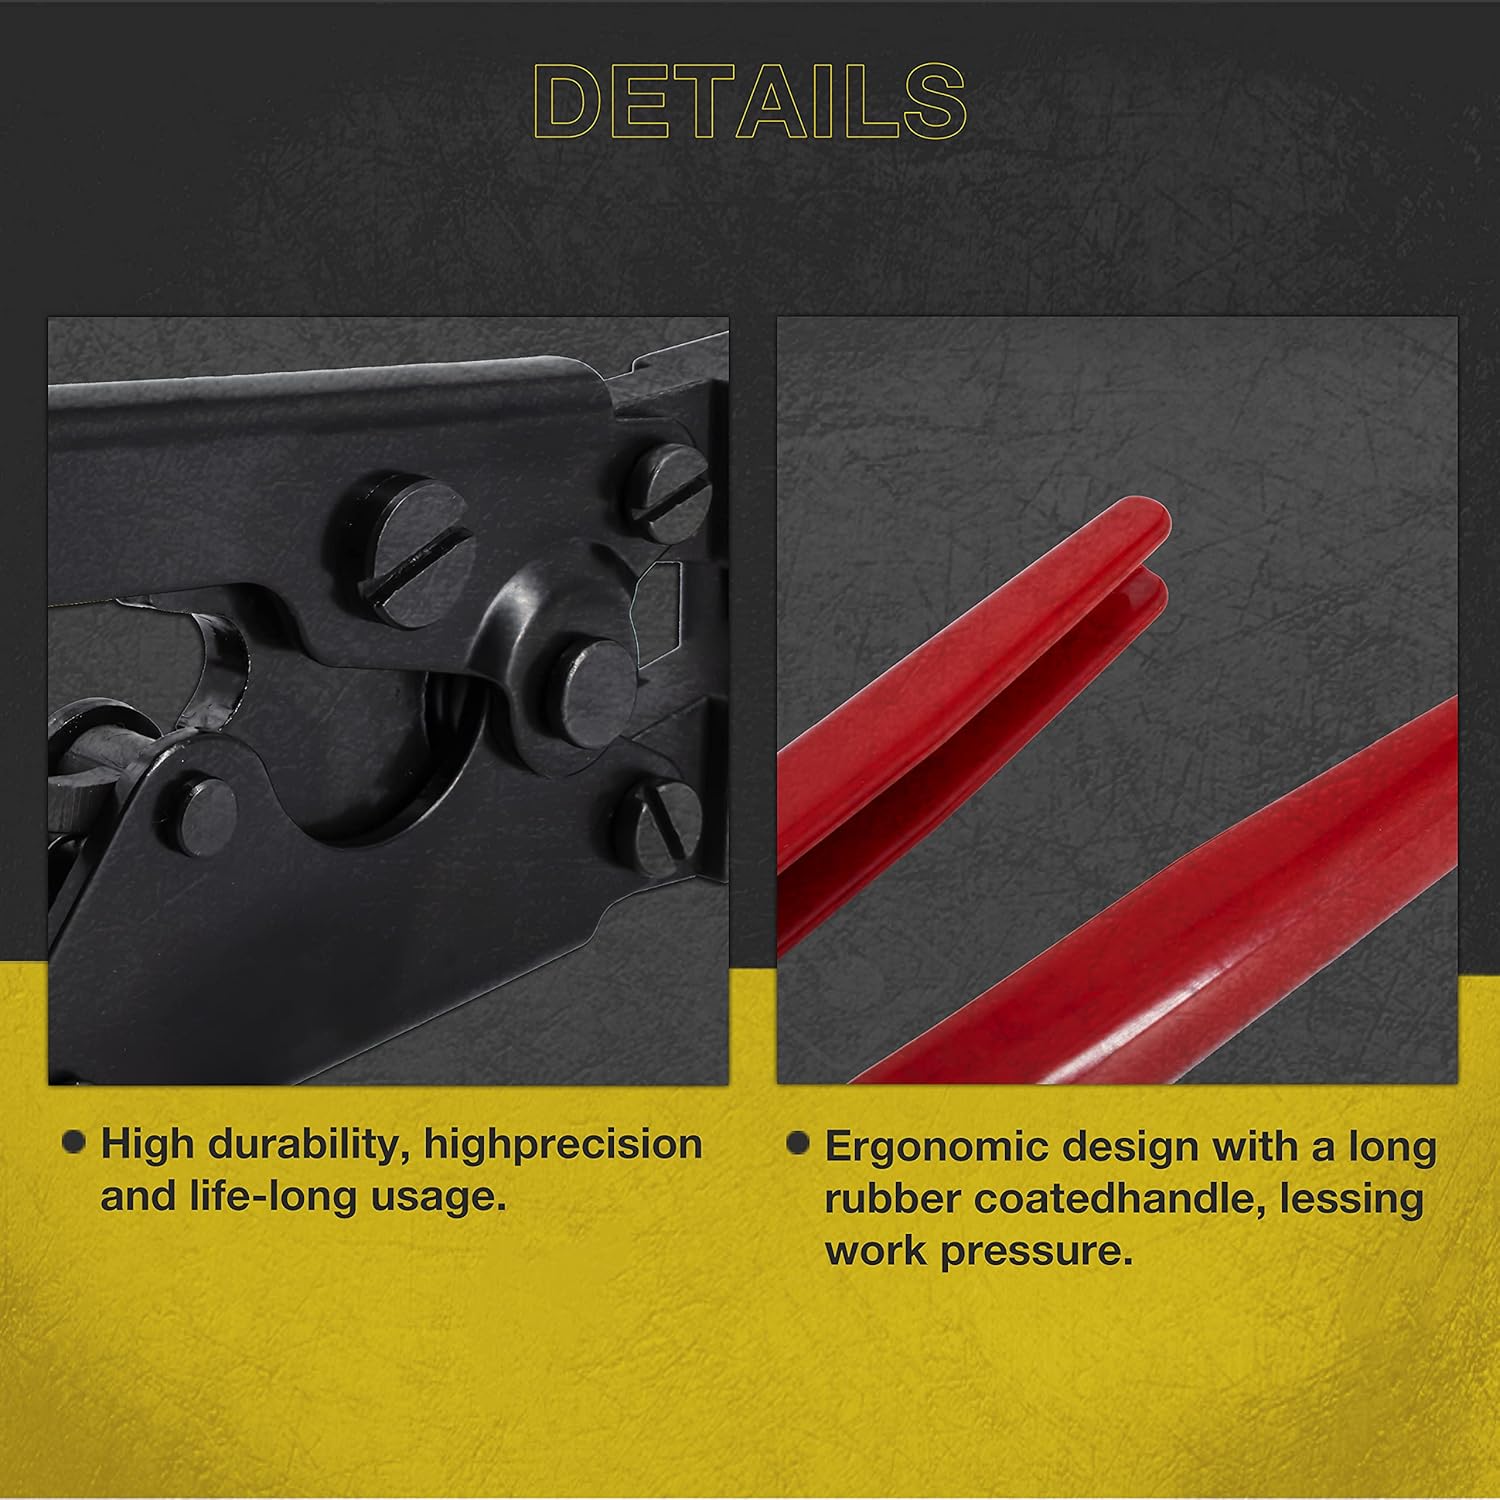 DETAILS
● High durability, highprecision
and life-long usage.
● Ergonomic design with a long
rubber coatedhandle, lessing
work pressure.